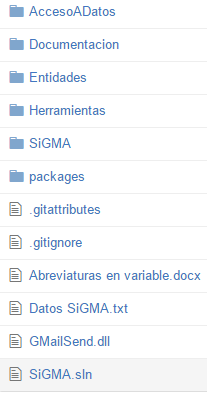 AccesoADatos
Documentacion
Entidades
Herramientas
SiGMA
packages
.gitattributes
.gitignore
Abreviaturas en variable.docx
Datos SiGMA.txt
GMailSend.dll
SiGMA.sln